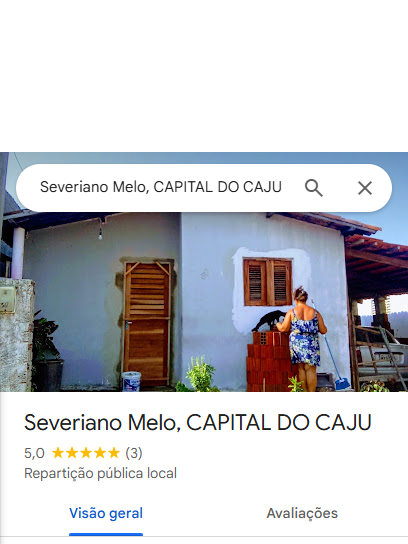 Severiano Melo, CAPITAL DO CAJU
Severiano Melo, CAPITAL DO CAJU
5,0 ★★★★★ (3)
Repartição pública local
Visão geral Avaliações